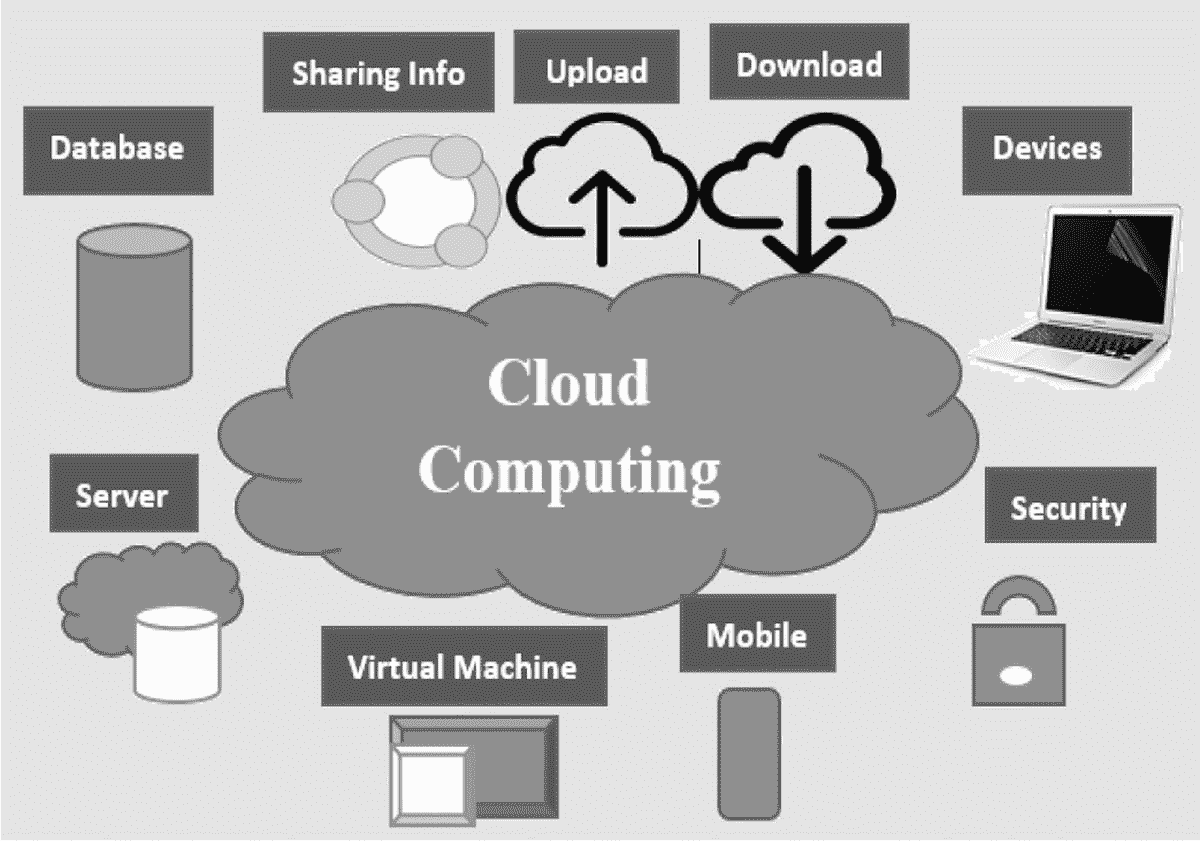 Sharing Info
Upload
Download
Database
Devices
Cloud
Computing
Server
Security
Virtual Machine
Mobile